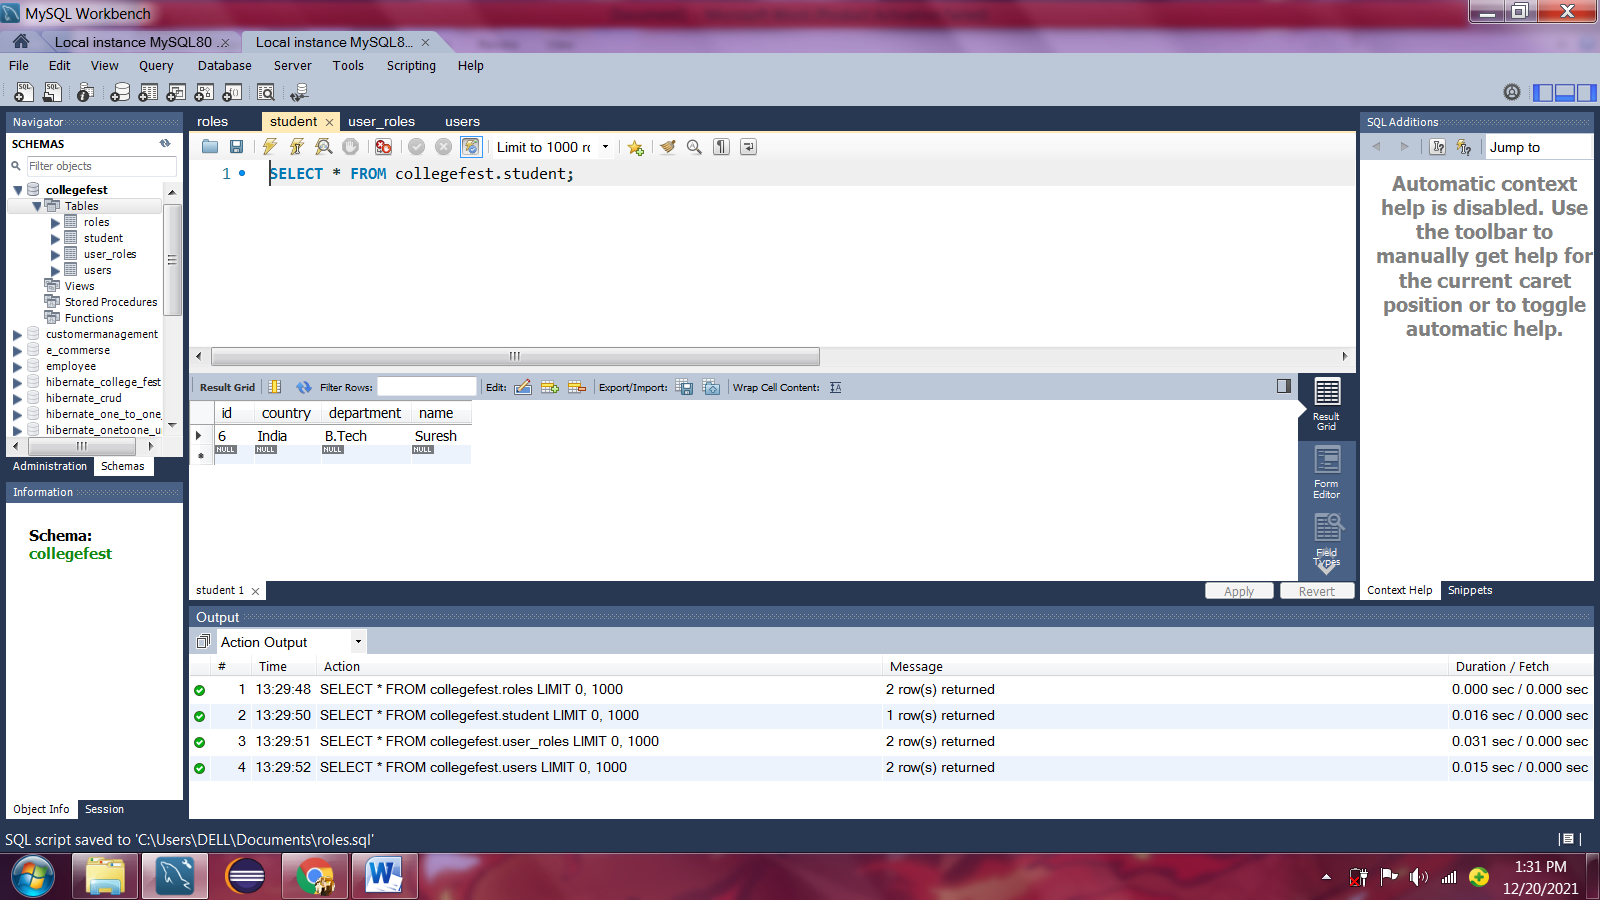 MySQL Workbench
Local instance MySQL80 ...
Local instance MySQL8...
File Edit View Query Database Server Tools Scripting Help
Navigator
SCHEMAS
Filter objects
collegefest
Tables
roles
student
user_roles
users
Views
Stored Procedures
Functions
customermanagement
e_commerse
employee
hibernate_college_fest
hibernate_crud
hibernate_one_to_one_
hibernate_onetoone_u
Administration Schemas
Information
Schema:
collegefest
Object Info Session
roles student user_roles users
Limit to 1000 ro
1 SELECT * FROM collegefest.student;
Result Grid Filter Rows: Edit: Export/Import: Wrap Cell Content:
id country department name
6 India B.Tech Suresh
NULL NULL NULL NULL
Result
Grid
Form
Editor
Field
Types
student 1
Apply Revert
SQL Additions
Jump to
Automatic context
help is disabled. Use
the toolbar to
manually get help for
the current caret
position or to toggle
automatic help.
Context Help Snippets
Output
Action Output
# Time Action Message Duration / Fetch
1 13:29:48 SELECT * FROM collegefest.roles LIMIT 0, 1000 2 row(s) returned 0.000 sec / 0.000 sec
2 13:29:50 SELECT * FROM collegefest.student LIMIT 0, 1000 1 row(s) returned 0.016 sec / 0.000 sec
3 13:29:51 SELECT * FROM collegefest.user_roles LIMIT 0, 1000 2 row(s) returned 0.031 sec / 0.000 sec
4 13:29:52 SELECT * FROM collegefest.users LIMIT 0, 1000 2 row(s) returned 0.015 sec / 0.000 sec
SQL script saved to 'C:\Users\DELL\Documents\roles.sql'
1:31 PM
12/20/2021